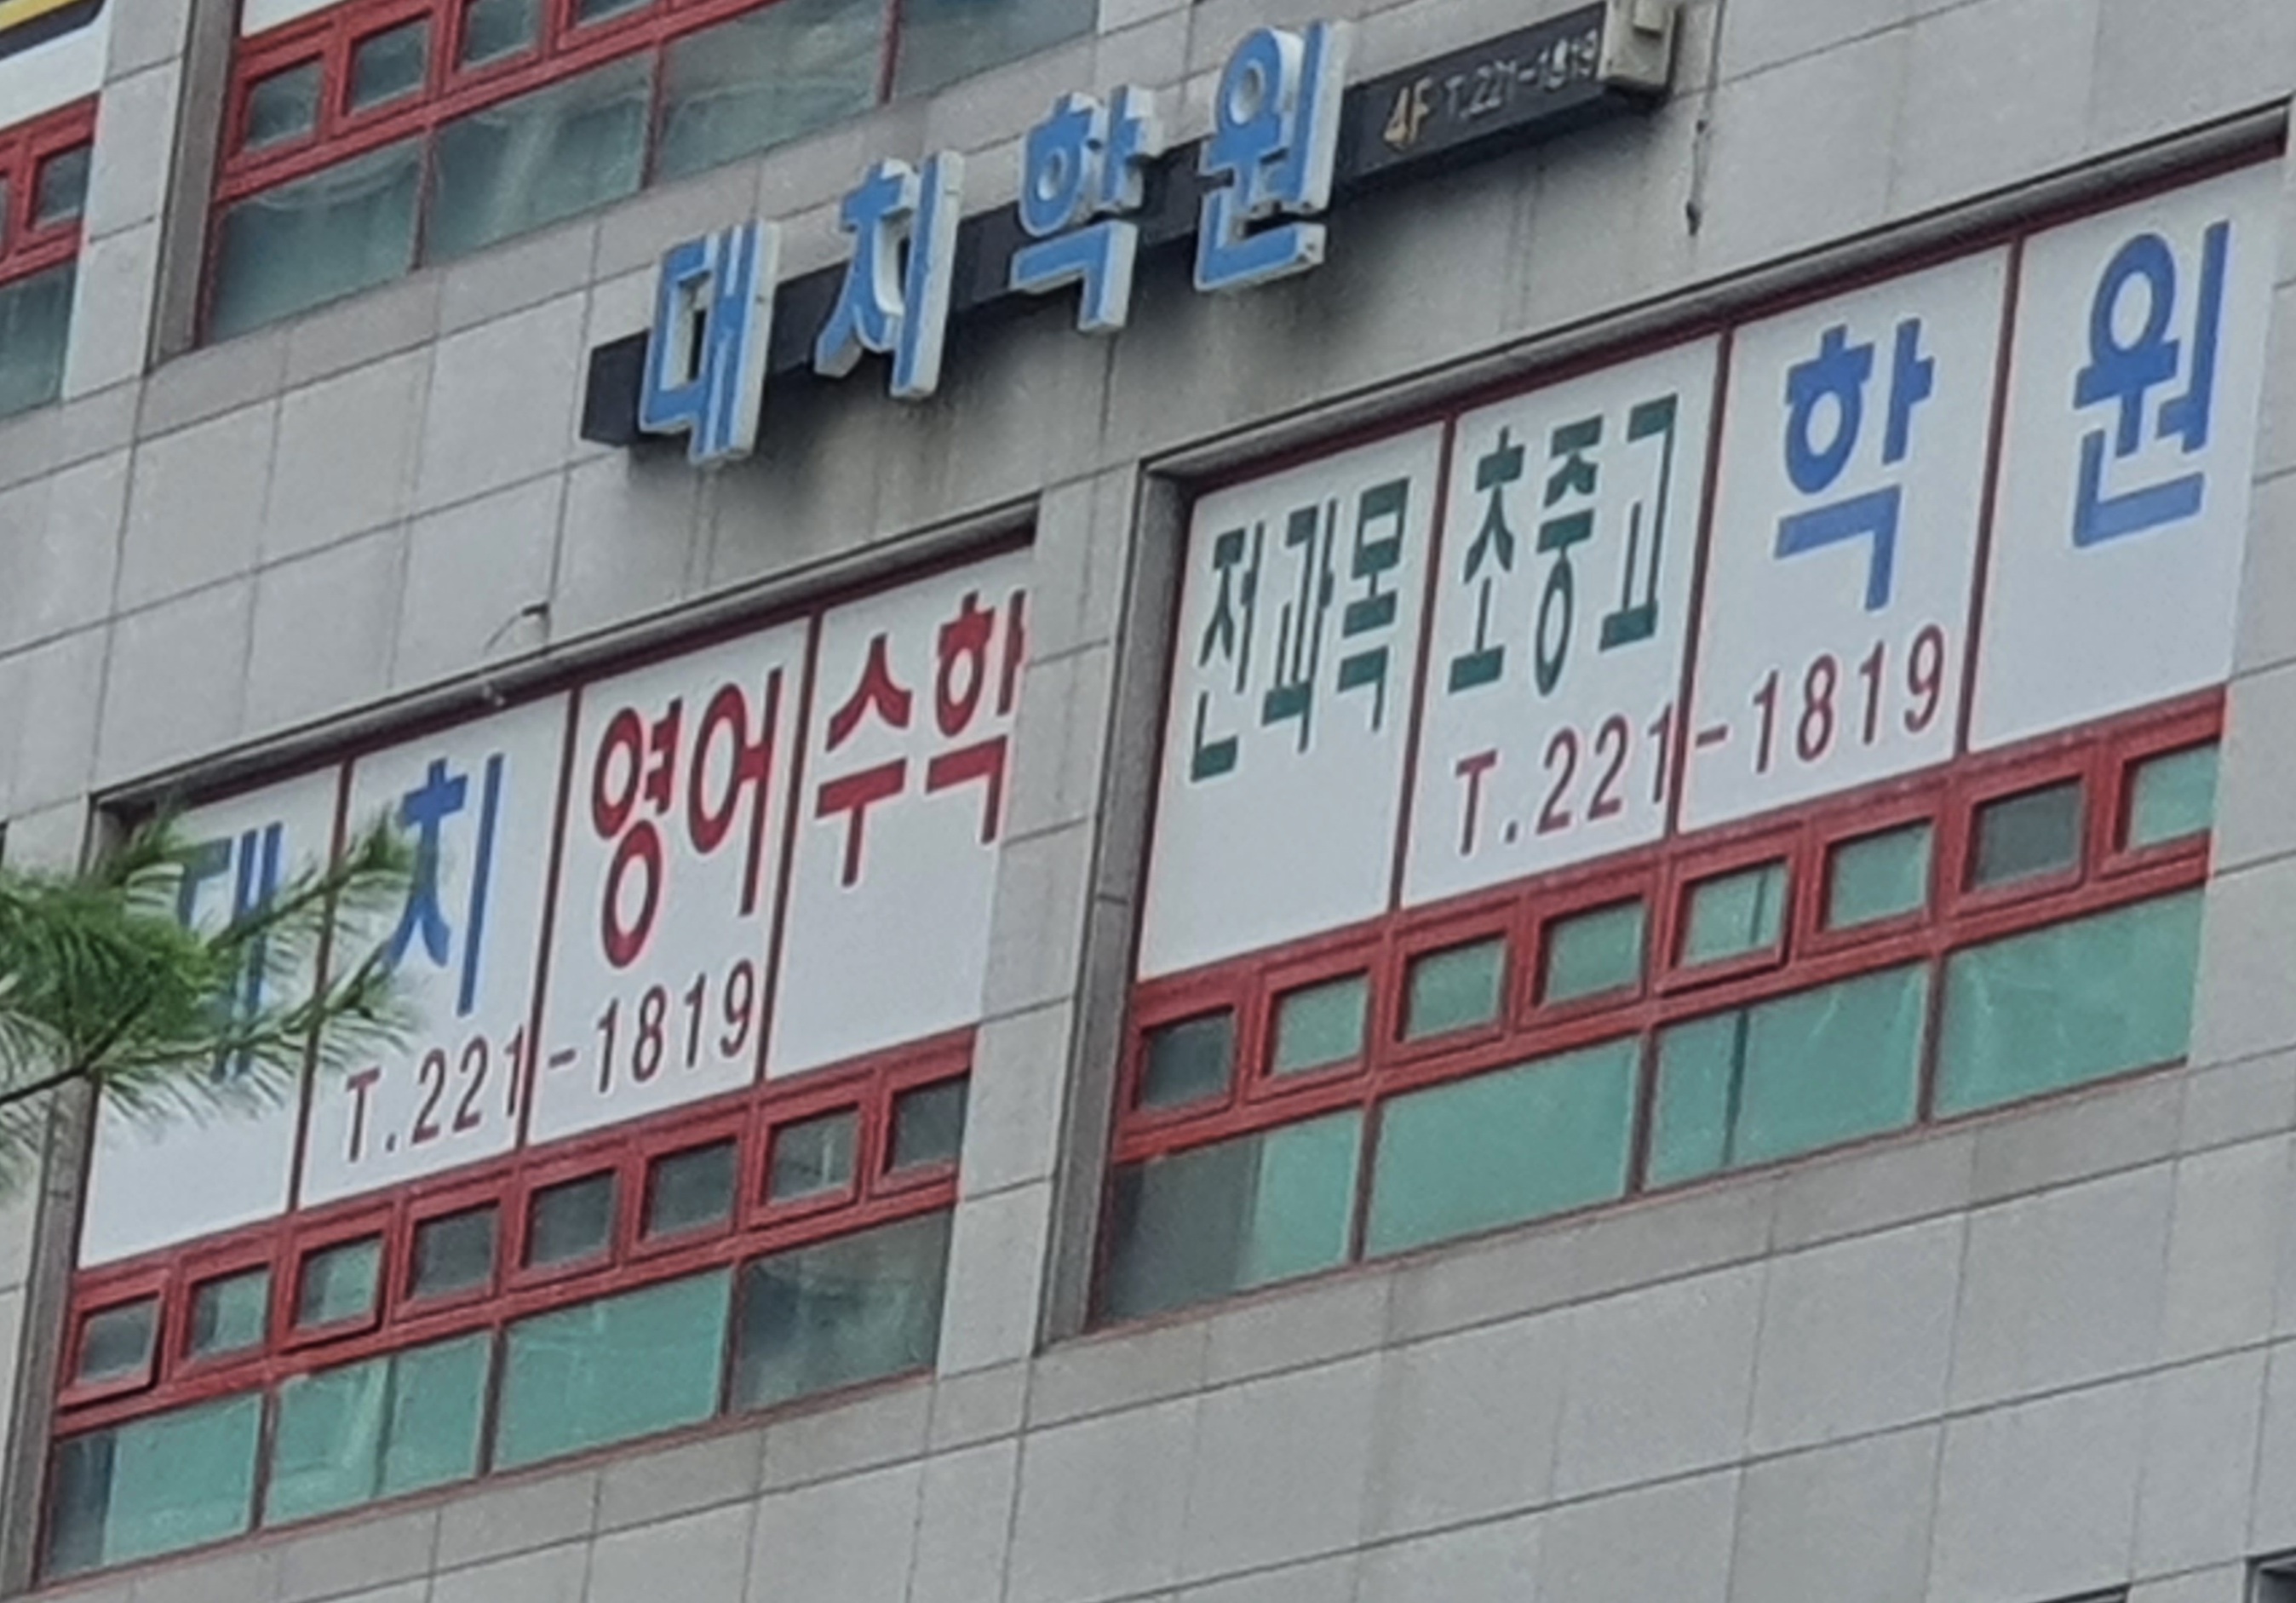 대치학원
4F T.221-1819
대치 영어 수학
T.221-1819
전과목 초중고 학원
T.221-1819